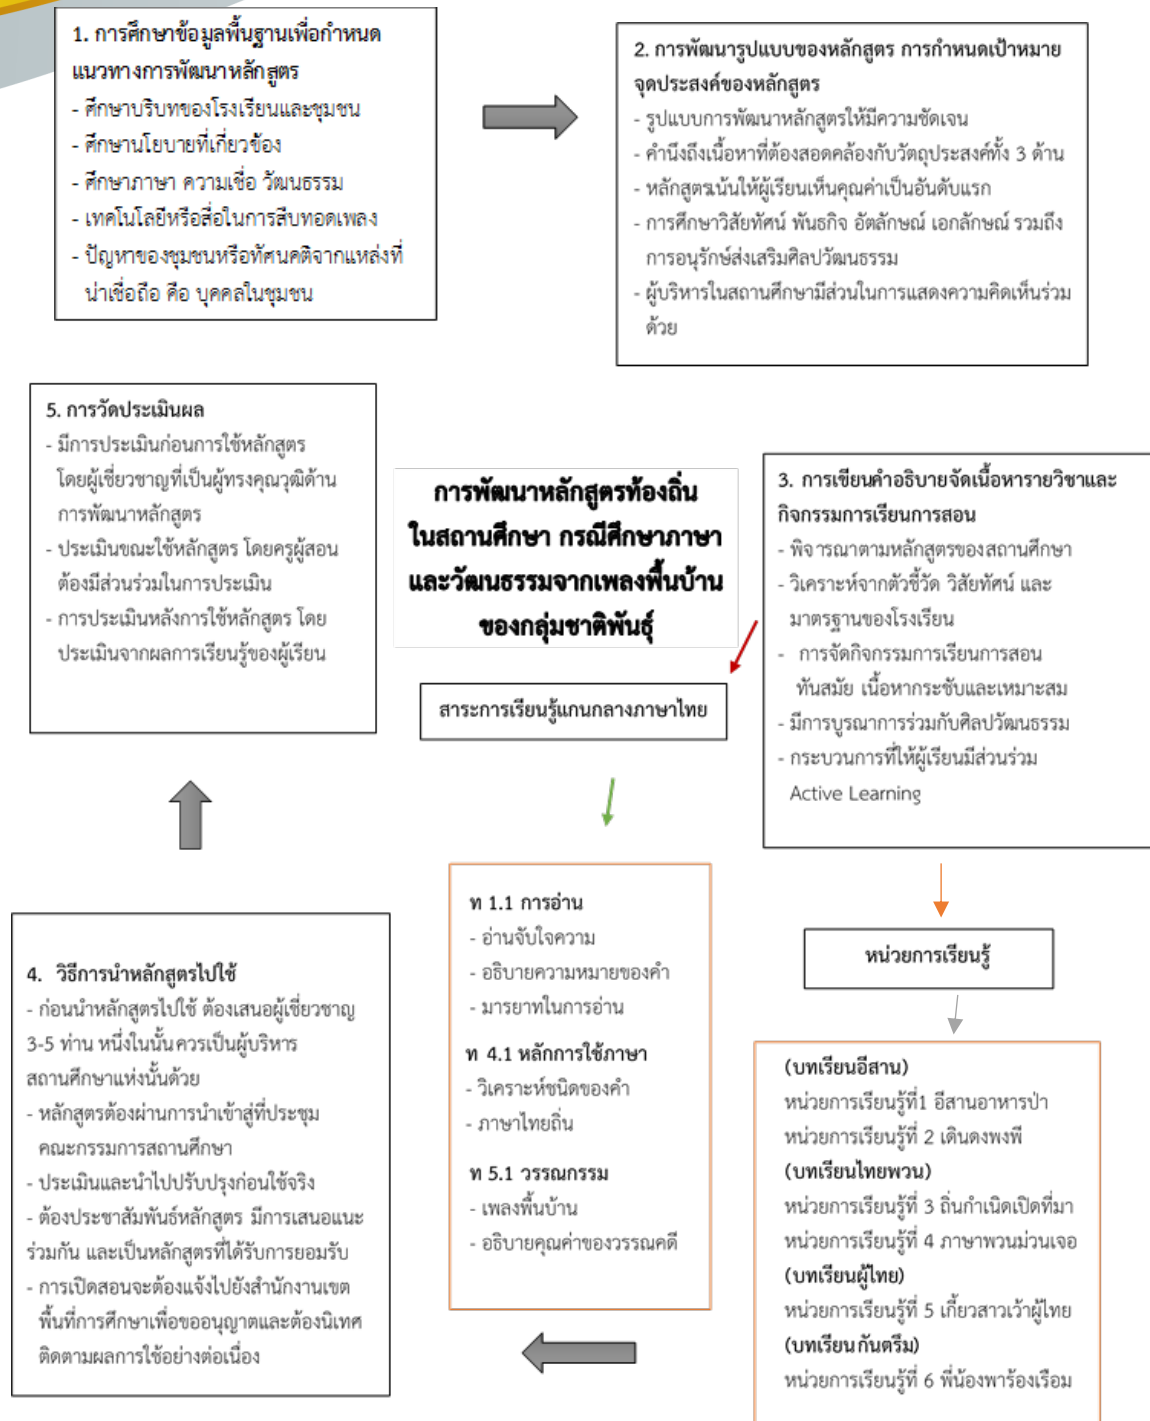 1. การศึกษาข้อมูลพื้นฐานเพื่อกำหนด
แนวทางการพัฒนาหลักสูตร
- ศึกษาบริบทของโรงเรียนและชุมชน
- ศึกษานโยบายที่เกี่ยวข้อง
- ศึกษาภาษา ความเชื่อ วัฒนธรรม
- เทคโนโลยีหรือสื่อในการสืบทอดเพลง
- ปัญหาของชุมชนหรือทัศนคติจากแหล่งที่
น่าเชื่อถือ คือ บุคคลในชุมชน
2. การพัฒนารูปแบบของหลักสูตร การกำหนดเป้าหมาย
จุดประสงค์ของหลักสูตร
- รูปแบบการพัฒนาหลักสูตรให้มีความชัดเจน
- คำนึงถึงเนื้อหาที่ต้องสอดคล้องกับวัตถุประสงค์ทั้ง 3 ด้าน
- หลักสูตรเน้นให้ผู้เรียนเห็นคุณค่าเป็นอันดับแรก
- การศึกษาวิสัยทัศน์ พันธกิจ อัตลักษณ์ เอกลักษณ์ รวมถึง
การอนุรักษ์ส่งเสริมศิลปวัฒนธรรม
- ผู้บริหารในสถานศึกษามีส่วนในการแสดงความคิดเห็นร่วม
ด้วย
5. การวัดประเมินผล
- มีการประเมินก่อนการใช้หลักสูตร
โดยผู้เชี่ยวชาญที่เป็นผู้ทรงคุณวุฒิด้าน
การพัฒนาหลักสูตร
- ประเมินขณะใช้หลักสูตร โดยครูผู้สอน
ต้องมีส่วนร่วมในการประเมิน
- การประเมินหลังการใช้หลักสูตร โดย
ประเมินจากผลการเรียนรู้ของผู้เรียน
การพัฒนาหลักสูตรท้องถิ่น
ในสถานศึกษา กรณีศึกษาภาษา
และวัฒนธรรมจากเพลงพื้นบ้าน
ของกลุ่มชาติพันธุ์
สาระการเรียนรู้แกนกลางภาษาไทย
3. การเขียนคำอธิบายจัดเนื้อหารายวิชาและ
กิจกรรมการเรียนการสอน
- พิจารณาตามหลักสูตรของสถานศึกษา
- วิเคราะห์จากตัวชี้วัด วิสัยทัศน์ และ
มาตรฐานของโรงเรียน
- การจัดกิจกรรมการเรียนการสอน
ทันสมัย เนื้อหากระชับและเหมาะสม
- มีการบูรณาการร่วมกับศิลปวัฒนธรรม
- กระบวนการที่ให้ผู้เรียนมีส่วนร่วม
Active Learning
4. วิธีการนำหลักสูตรไปใช้
- ก่อนนำหลักสูตรไปใช้ ต้องเสนอผู้เชี่ยวชาญ
3-5 ท่าน หนึ่งในนั้นควรเป็นผู้บริหาร
สถานศึกษาแห่งนั้นด้วย
- หลักสูตรต้องผ่านการนำเข้าสู่ที่ประชุม
คณะกรรมการสถานศึกษา
- ประเมินและนำไปปรับปรุงก่อนใช้จริง
- ต้องประชาสัมพันธ์หลักสูตร มีการเสนอแนะ
ร่วมกัน และเป็นหลักสูตรที่ได้รับการยอมรับ
- การเปิดสอนจะต้องแจ้งไปยังสำนักงานเขต
พื้นที่การศึกษาเพื่อขออนุญาตและต้องนิเทศ
ติดตามผลการใช้อย่างต่อเนื่อง
ท 1.1 การอ่าน
- อ่านจับใจความ
- อธิบายความหมายของคำ
- มารยาทในการอ่าน
ท 4.1 หลักการใช้ภาษา
- วิเคราะห์ชนิดของคำ
- ภาษาไทยถิ่น
ท 5.1 วรรณกรรม
- เพลงพื้นบ้าน
- อธิบายคุณค่าของวรรณคดี
หน่วยการเรียนรู้
(บทเรียนอีสาน)
หน่วยการเรียนรู้ที่1 อีสานอาหารป่า
หน่วยการเรียนรู้ที่ 2 เดินดงพงพี
(บทเรียนไทยพวน)
หน่วยการเรียนรู้ที่ 3 ถิ่นกำเนิดเปิดที่มา
หน่วยการเรียนรู้ที่ 4 ภาษาพวนม่วนเจอ
(บทเรียนผู้ไทย)
หน่วยการเรียนรู้ที่ 5 เกี้ยวสาวเว้าผู้ไทย
(บทเรียนกันตรึม)
หน่วยการเรียนรู้ที่ 6 พี่น้องพาร้องเรือม